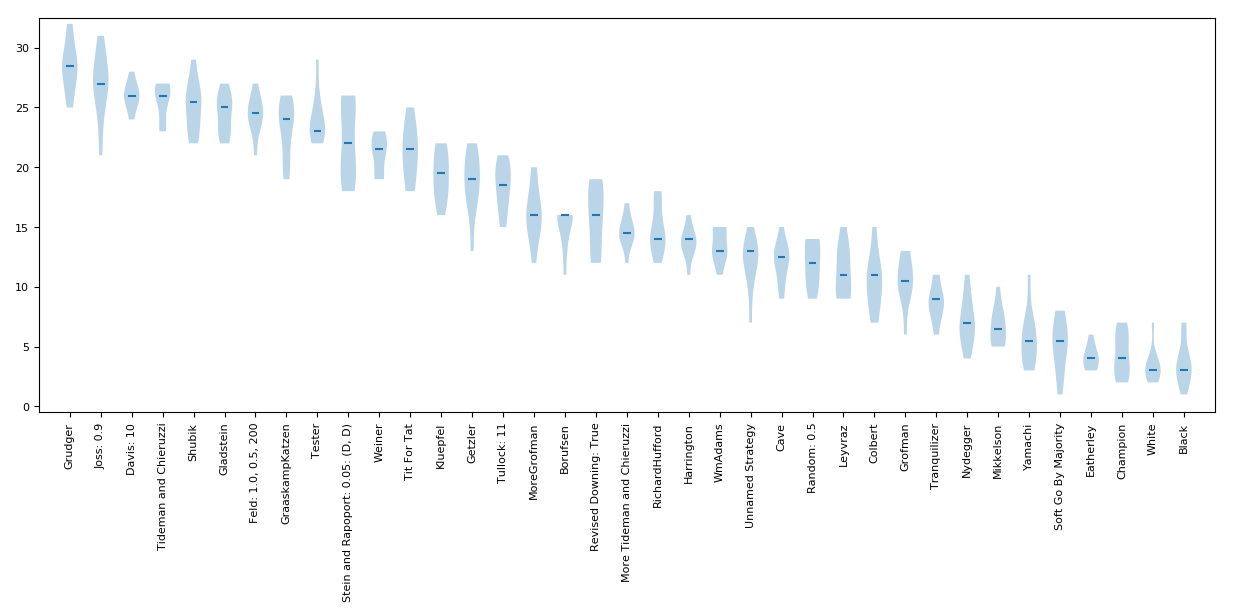 30
25
20
15
10
5
0
Grudger
Joss: 0.9
Davis: 10
Tideman and Chieruzzi
Shubik
Gladstein
Feld: 1.0, 0.5, 200
GraaskampKatzen
Tester
Stein and Rapoport: 0.05: (D, D)
Weiner
Tit For Tat
Kluepfel
Getzler
Tullock: 11
MoreGrofman
Borufsen
Revised Downing: True
More Tideman and Chieruzzi
RichardHufford
Harrington
WmAdams
Unnamed Strategy
Cave
Random: 0.5
Leyvraz
Colbert
Grofman
Tranquilizer
Nydegger
Mikkelson
Yamachi
Soft Go By Majority
Eatherley
Champion
White
Black